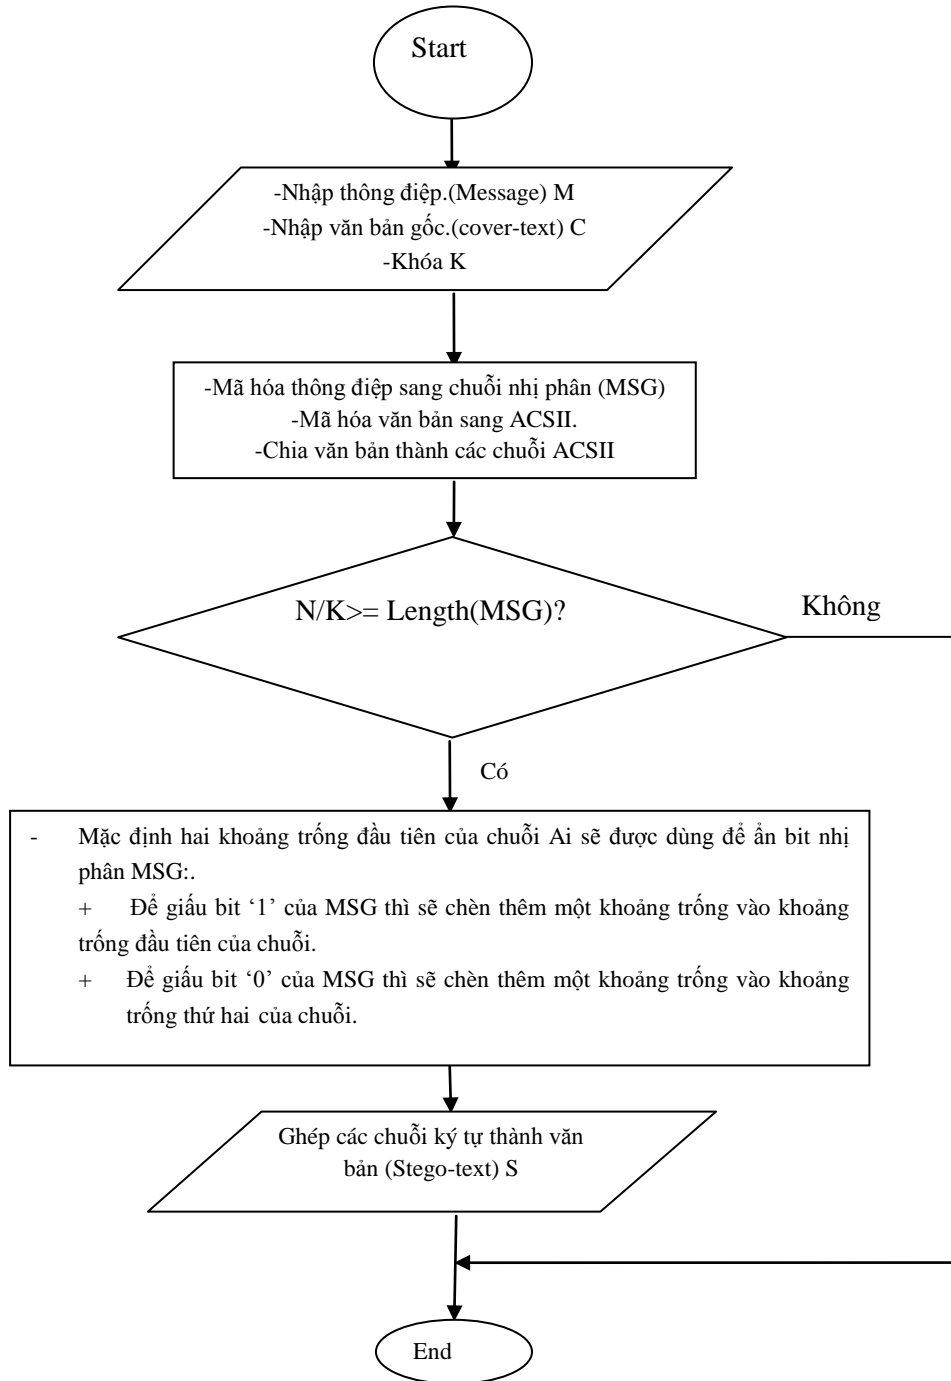 Start
-Nhập thông điệp.(Message) M
-Nhập văn bản gốc.(cover-text) C
-Khóa K
-Mã hóa thông điệp sang chuỗi nhị phân (MSG)
-Mã hóa văn bản sang ACSII.
-Chia văn bản thành các chuỗi ACSII
N/K>= Length(MSG)?
Không
Có
- Mặc định hai khoảng trống đầu tiên của chuỗi Ai sẽ được dùng để ẩn bit nhị
phân MSG:.
+ Để giấu bit ‘1’ của MSG thì sẽ chèn thêm một khoảng trống vào khoảng
trống đầu tiên của chuỗi.
+ Để giấu bit ‘0’ của MSG thì sẽ chèn thêm một khoảng trống vào khoảng
trống thứ hai của chuỗi.
Ghép các chuỗi ký tự thành văn
bản (Stego-text) S
End